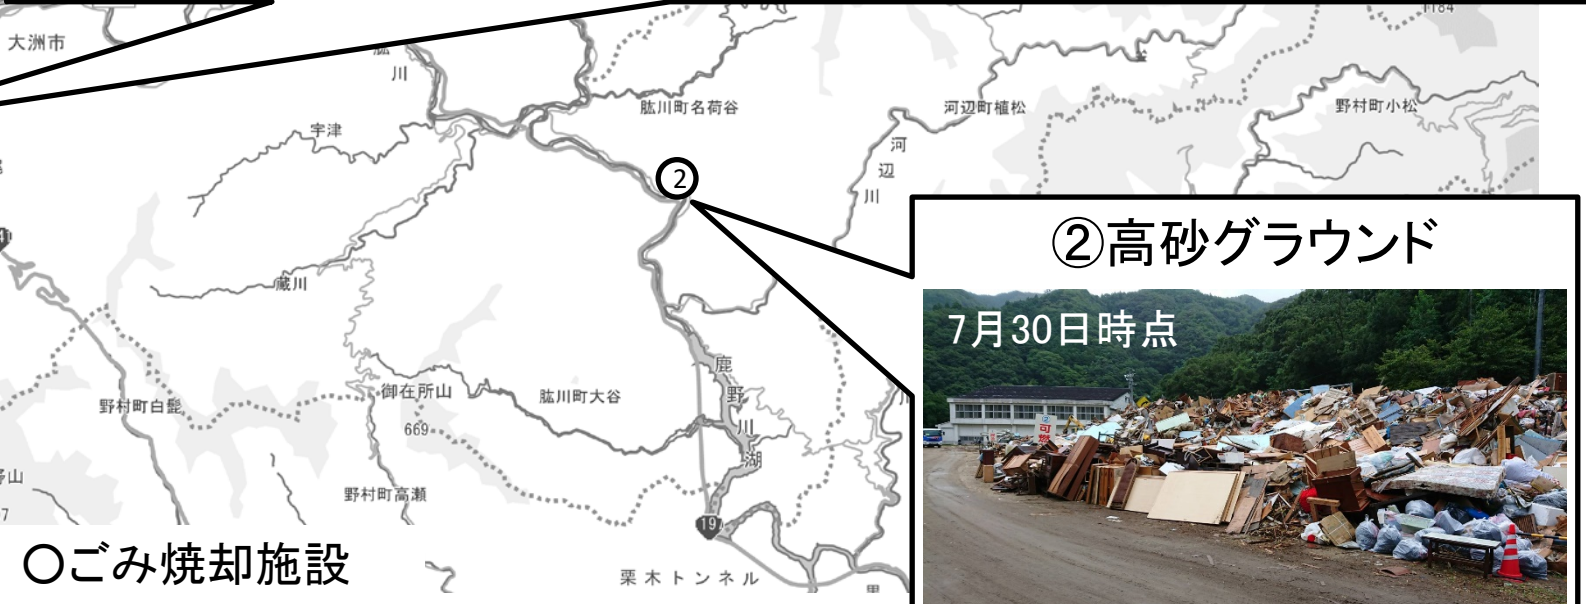 1184
大洲市
肱川
肱川町名荷谷
河辺町植松
野村町小松
宇津
河辺川
②
②高砂グラウンド
蔵川
7月30日時点
鹿野川湖
御在所山
肱川町大谷
野村町白髭
669
可燃
野村町高瀬
197
〇ごみ焼却施設
栗木トンネル